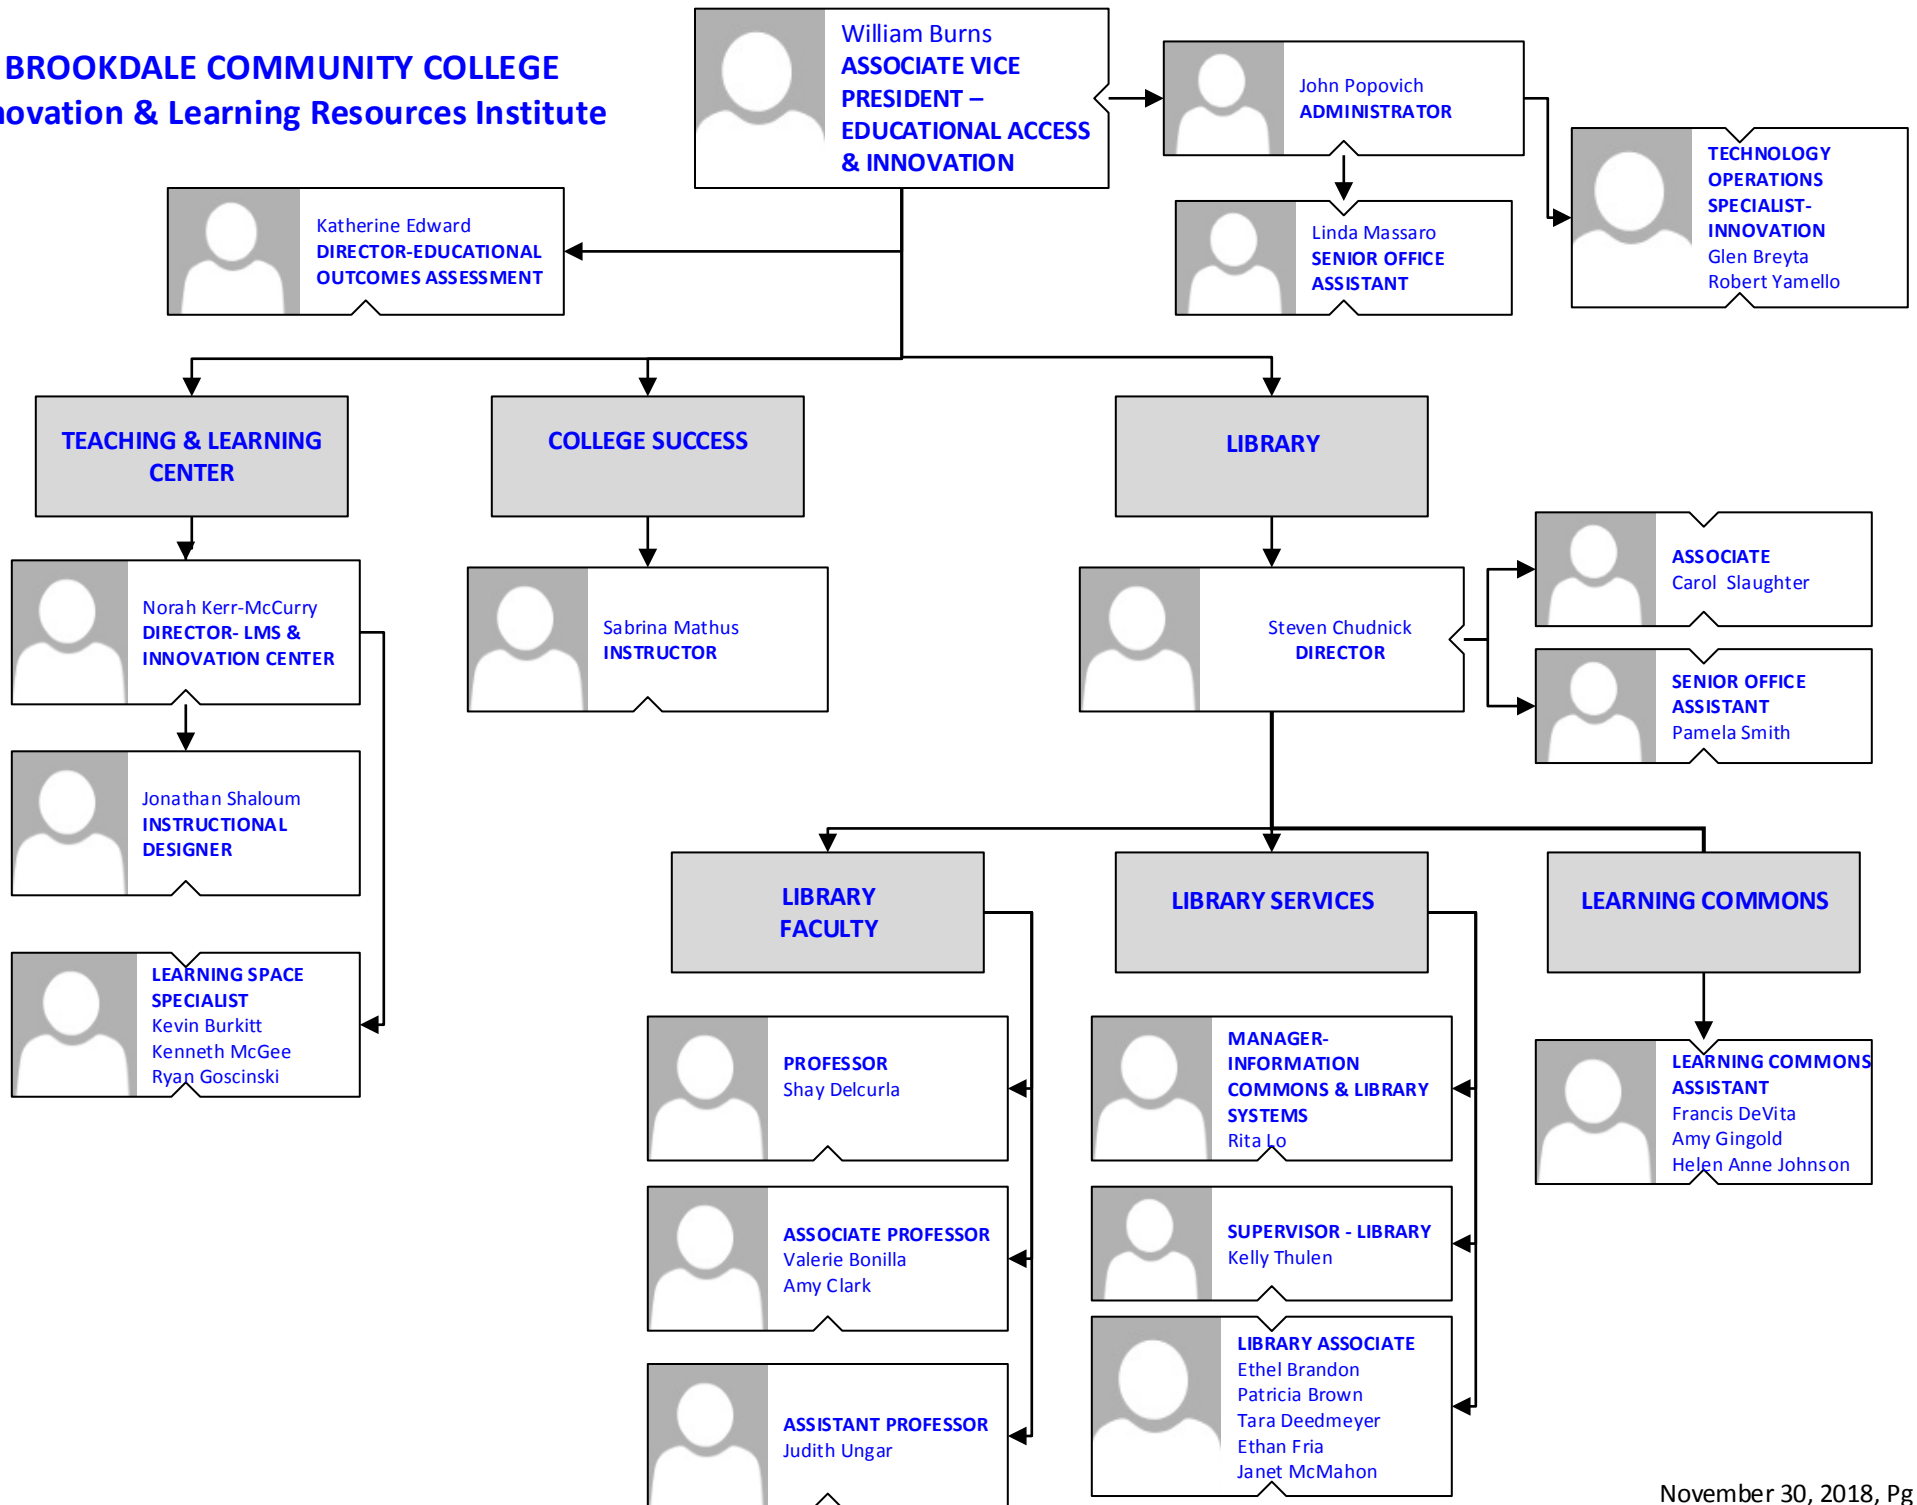 BROOKDALE COMMUNITY COLLEGE
novation & Learning Resources Institute
William Burns
ASSOCIATE VICE
PRESIDENT –
EDUCATIONAL ACCESS
& INNOVATION
John Popovich
ADMINISTRATOR
TECHNOLOGY
OPERATIONS
SPECIALIST-
INNOVATION
Glen Breyta
Robert Yamello
Katherine Edward
DIRECTOR-EDUCATIONAL
OUTCOMES ASSESSMENT
Linda Massaro
SENIOR OFFICE
ASSISTANT
TEACHING & LEARNING
CENTER
COLLEGE SUCCESS
LIBRARY
Norah Kerr-McCurry
DIRECTOR- LMS &
INNOVATION CENTER
Sabrina Mathus
INSTRUCTOR
Steven Chudnick
DIRECTOR
ASSOCIATE
Carol Slaughter
SENIOR OFFICE
ASSISTANT
Pamela Smith
Jonathan Shaloum
INSTRUCTIONAL
DESIGNER
LEARNING SPACE
SPECIALIST
Kevin Burkitt
Kenneth McGee
Ryan Goscinski
LIBRARY
FACULTY
LIBRARY SERVICES
LEARNING COMMONS
PROFESSOR
Shay Delcurla
ASSOCIATE PROFESSOR
Valerie Bonilla
Amy Clark
ASSISTANT PROFESSOR
Judith Ungar
MANAGER-
INFORMATION
COMMONS & LIBRARY
SYSTEMS
Rita Lo
SUPERVISOR - LIBRARY
Kelly Thulen
LIBRARY ASSOCIATE
Ethel Brandon
Patricia Brown
Tara Deedmeyer
Ethan Fria
Janet McMahon
LEARNING COMMONS
ASSISTANT
Francis DeVita
Amy Gingold
Helen Anne Johnson
November 30, 2018, Pg